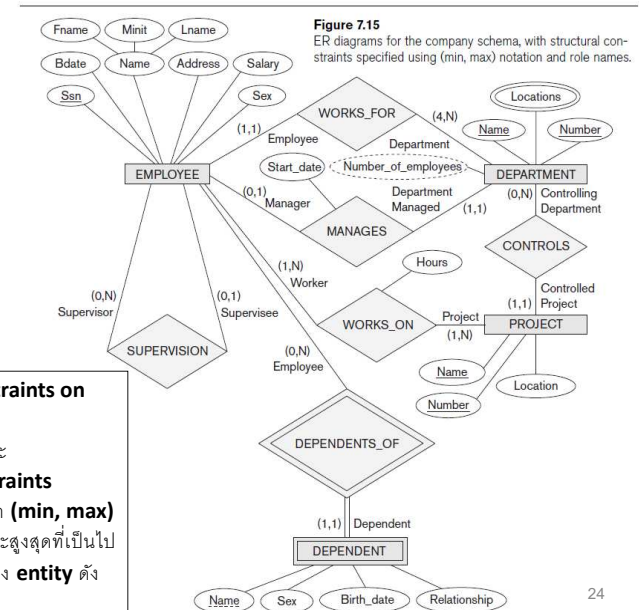 Figure 7.15
ER diagrams for the company schema, with structural con-
straints specified using (min, max) notation and role names.
Fname
Minit
Lname
Bdate
Name
Address
Salary
Ssn
Sex
WORKS_FOR
Locations
Name
Number
(1,1)
Employee
(4,N)
Department
Start_date
Number_of_employees
EMPLOYEE
DEPARTMENT
(0,1)
Manager
Department
Managed
(1,1)
MANAGES
(0,N)
Controlling
Department
CONTROLS
Hours
(1,N)
Worker
Controlled
Project
(1,1)
(0,N)
Supervisor
(0,1)
Supervisee
WORKS_ON
Project
(1,N)
PROJECT
SUPERVISION
(0,N)
Employee
Name
Number
Location
DEPENDENTS_OF
raints on
ะ
raints
า (min, max)
ะสูงสุดที่เป็นไป
ง entity ดัง
(1,1)
Dependent
DEPENDENT
Name
Sex
Birth_date
Relationship
24